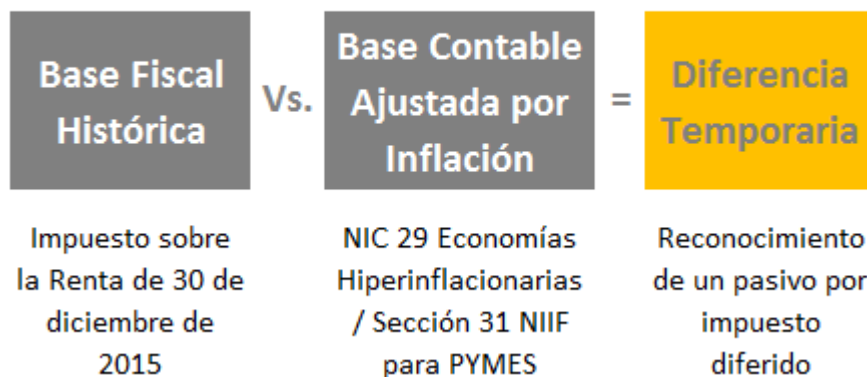 Base Fiscal
Histórica
Vs.
Base Contable
Ajustada por
Inflación
=
Diferencia
Temporaria
Impuesto sobre
la Renta de 30 de
diciembre de
2015
NIC 29 Economías
Hiperinflacionarias
/ Sección 31 NIIF
para PYMES
Reconocimiento
de un pasivo por
impuesto
diferido